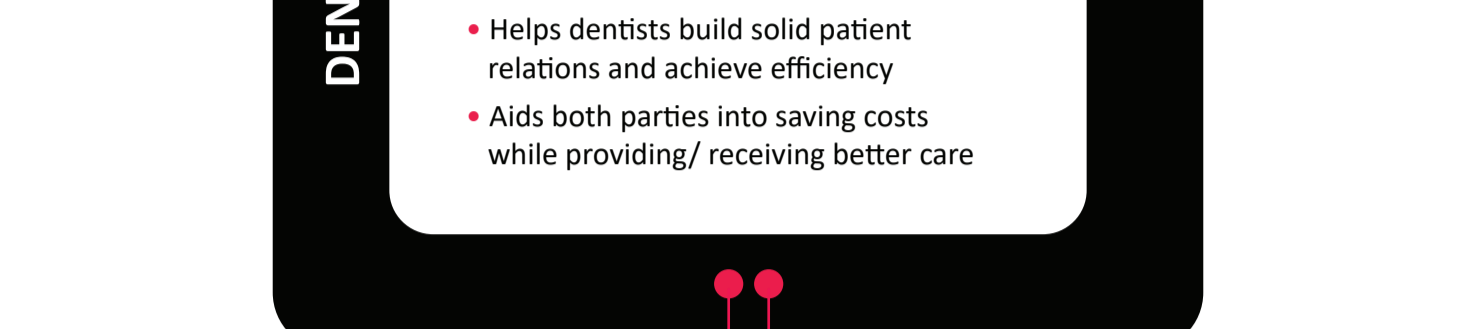 • Helps dentists build solid patient
relations and achieve efficiency
• Aids both parties into saving costs
while providing/ receiving better care